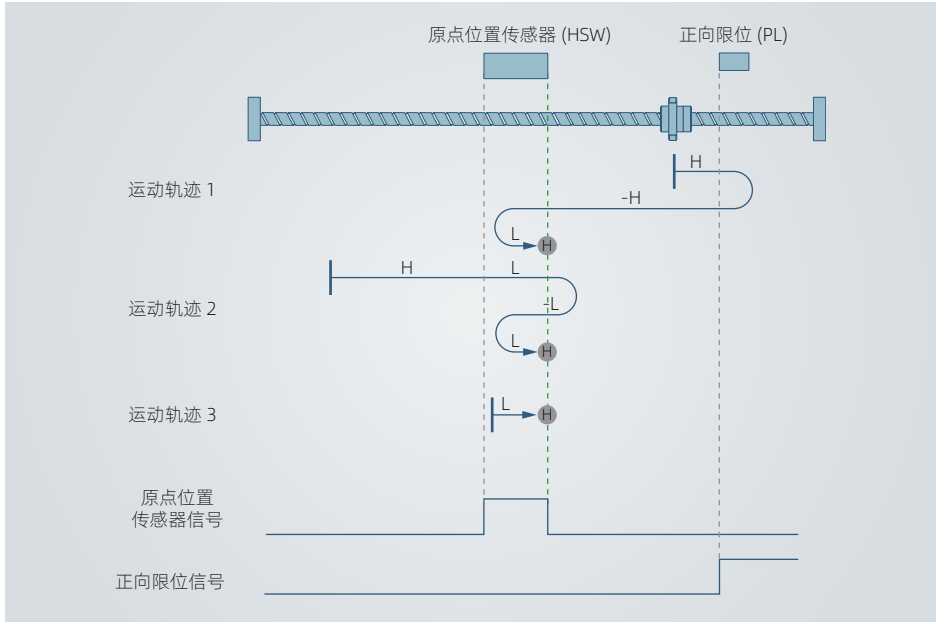 原点位置传感器 (HSW)
正向限位 (PL)
运动轨迹 1
H
-H
L
H
运动轨迹 2
H
L
-L
L
H
运动轨迹 3
L
H
原点位置
传感器信号
正向限位信号